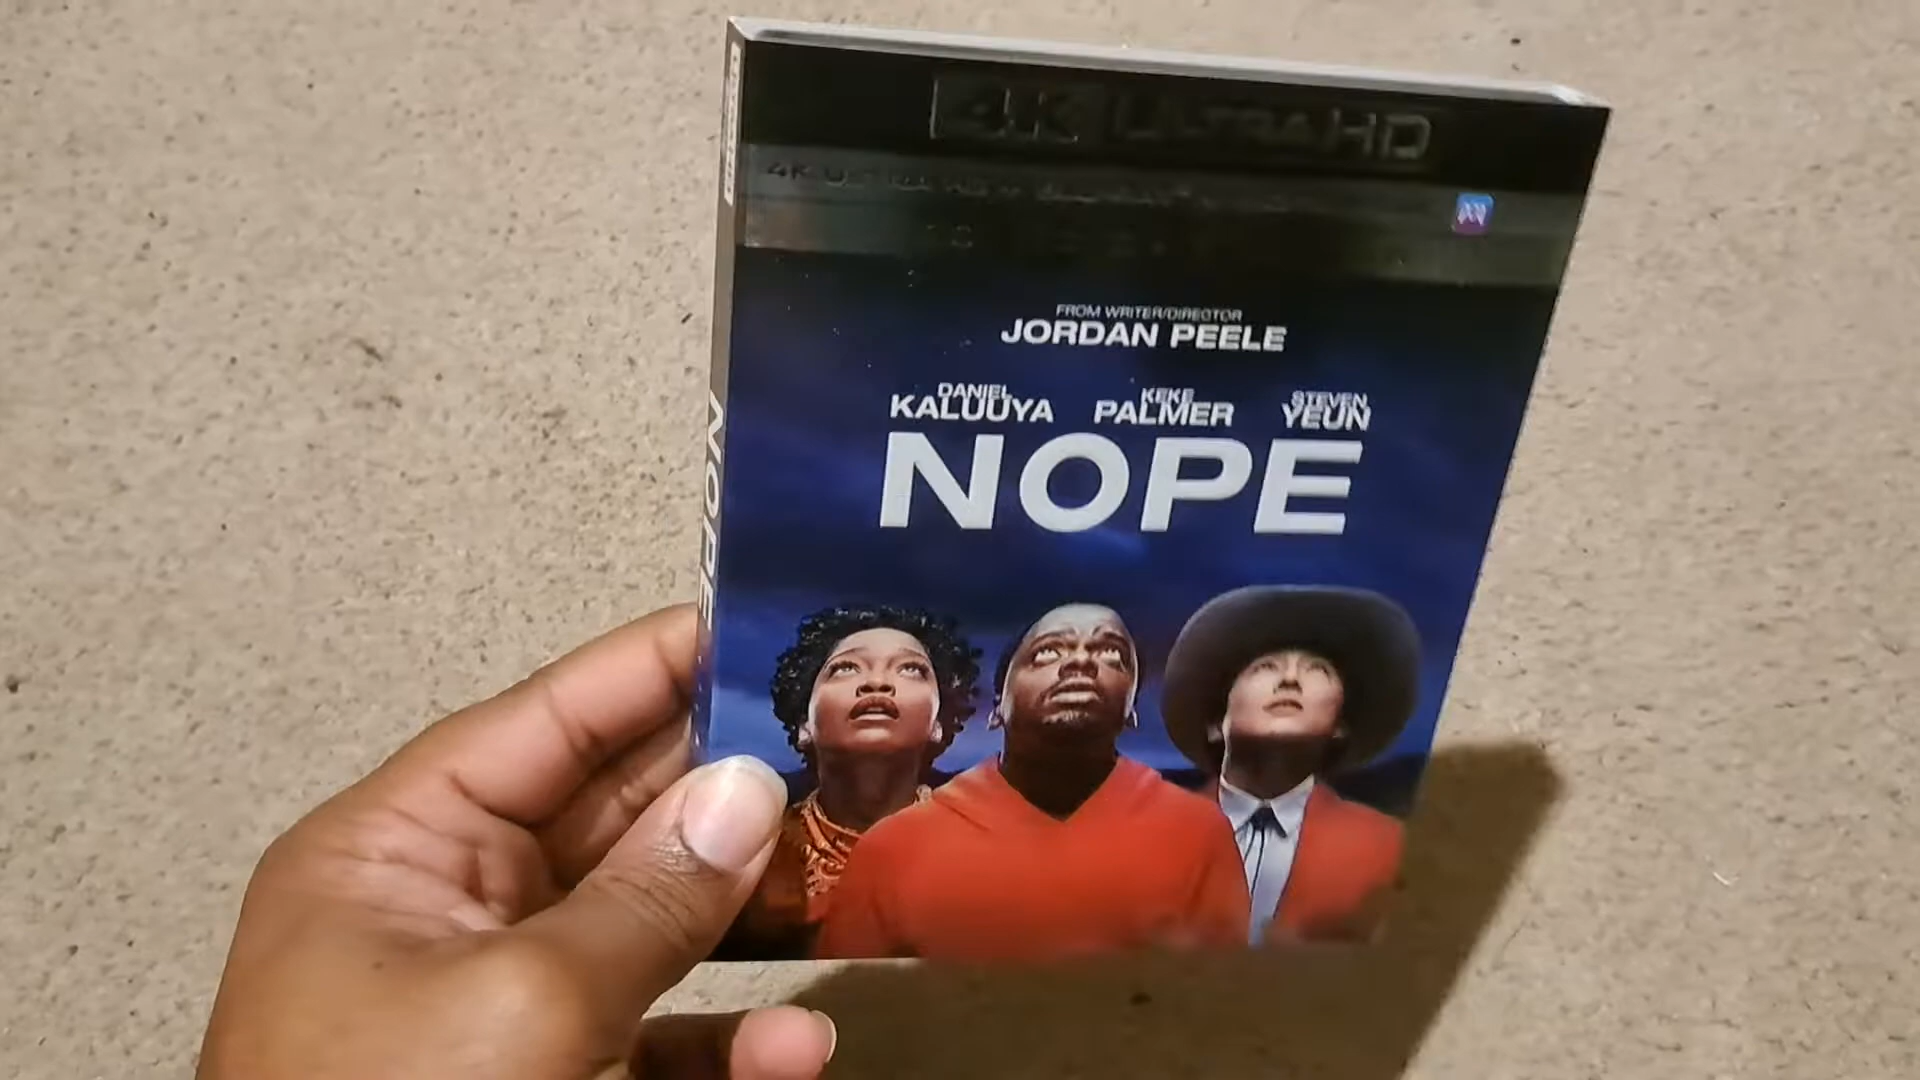 4K ULTRA HD
FROM WRITER/DIRECTOR
JORDAN PEELE
DANIEL KEKE STEVEN
KALUUYA PALMER YEUN
NOPE
NOPE